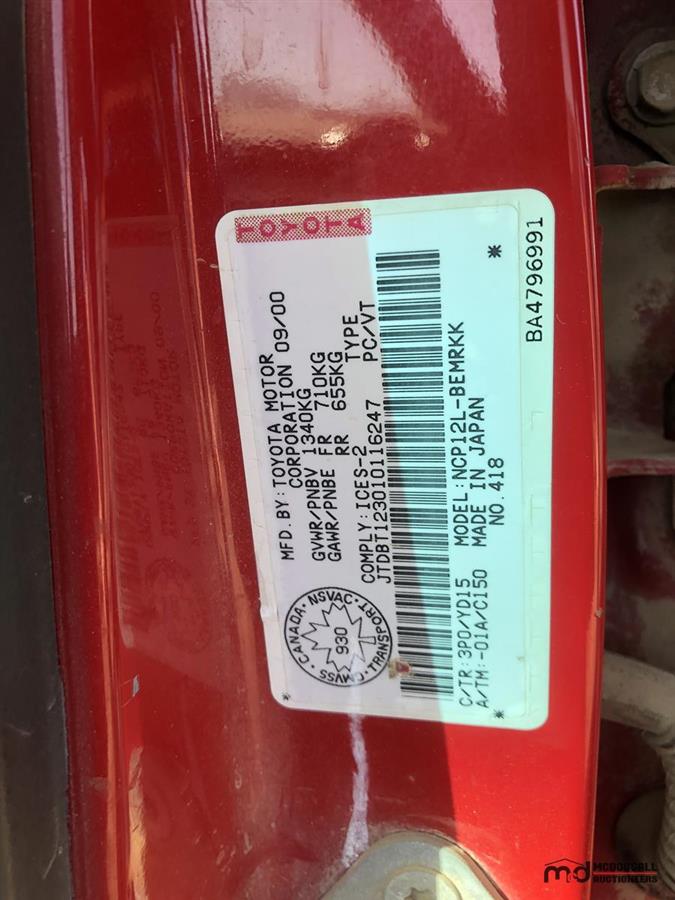 TOYOTA
MFD. BY: TOYOTA MOTOR
CORPORATION 09/00
GVWR/PNBV 1340KG
GAWR/PNBE FR 710KG
RR 655KG
COMPLY: ICES-2 TYPE
JTDBT123010116247 PC/VT
CANADA · NSVAC · TRANSPORT · CMVSS
930
C/TR: 3P0/YD15 MODEL: NCP12L-BEMRKK
A/TM: -01A/C150 MADE IN JAPAN
NO. 418
BA4796991
md MCDOUGALL
AUCTIONEERS